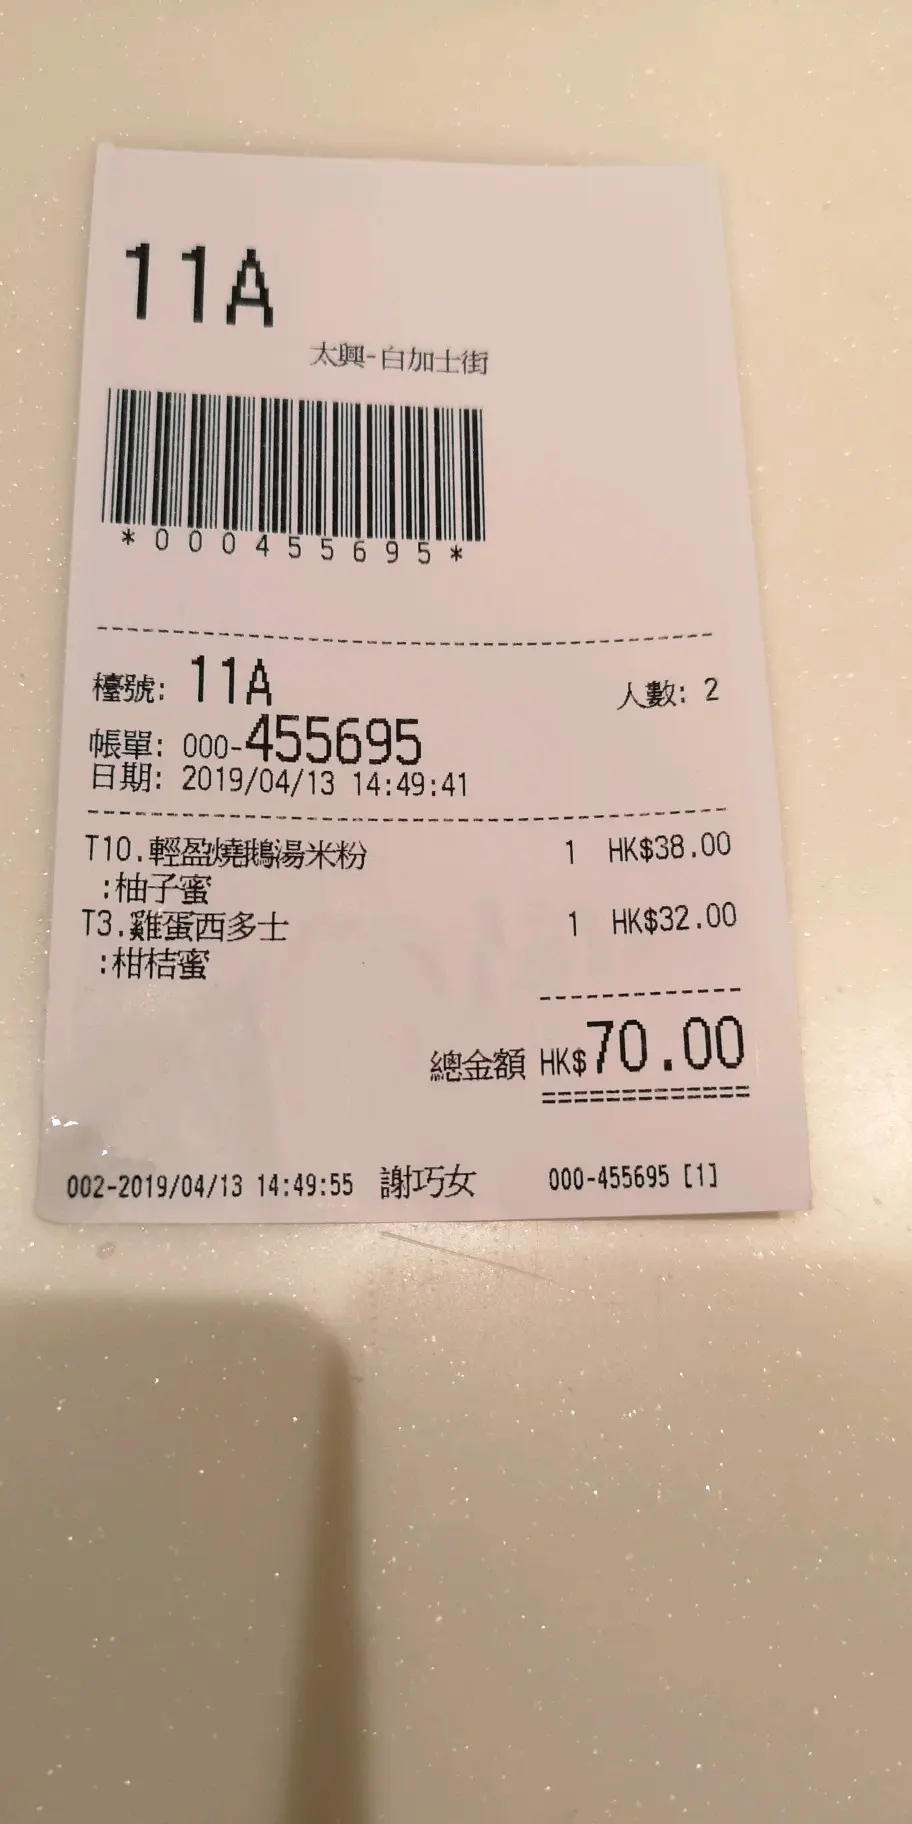 11A
太興-白加士街
*000455695*
檯號: 11A 人數: 2
帳單: 000-455695
日期: 2019/04/13 14:49:41
T10.輕盈燒鵝湯米粉 1 HK$38.00
:柚子蜜
T3.雞蛋西多士 1 HK$32.00
:柑桔蜜
總金額 HK$70.00
002-2019/04/13 14:49:55 謝巧女 000-455695 [1]